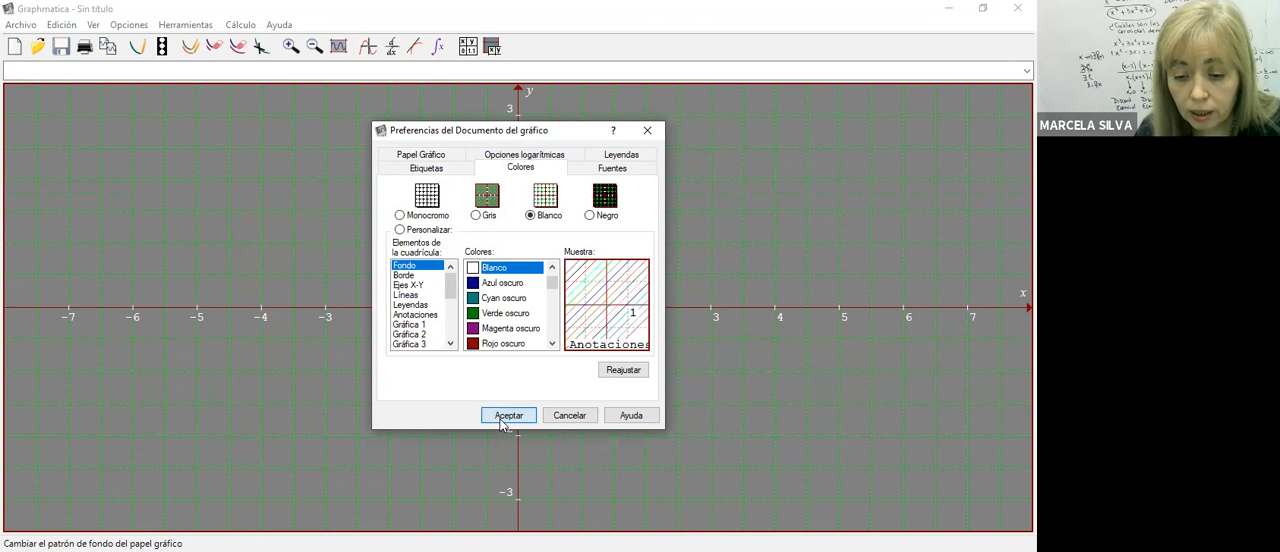 Graphmatica - Sin título
Archivo Edición Ver Opciones Herramientas Cálculo Ayuda
y
3
x
-7 -6 -5 -4 -3 3 4 5 6 7
-3
Preferencias del Documento del gráfico ?
Papel Gráfico Opciones logarítmicas Leyendas
Etiquetas Colores Fuentes
Monocromo Gris Blanco Negro
Personalizar:
Elementos de
la cuadrícula: Colores: Muestra:
Fondo
Borde
Ejes X-Y
Líneas
Leyendas
Anotaciones
Gráfica 1
Gráfica 2
Gráfica 3
Blanco
Azul oscuro
Cyan oscuro
Verde oscuro
Magenta oscuro
Rojo oscuro
1
Anotaciones
Reajustar
Aceptar Cancelar Ayuda
Cambiar el patrón de fondo del papel gráfico
MARCELA SILVA